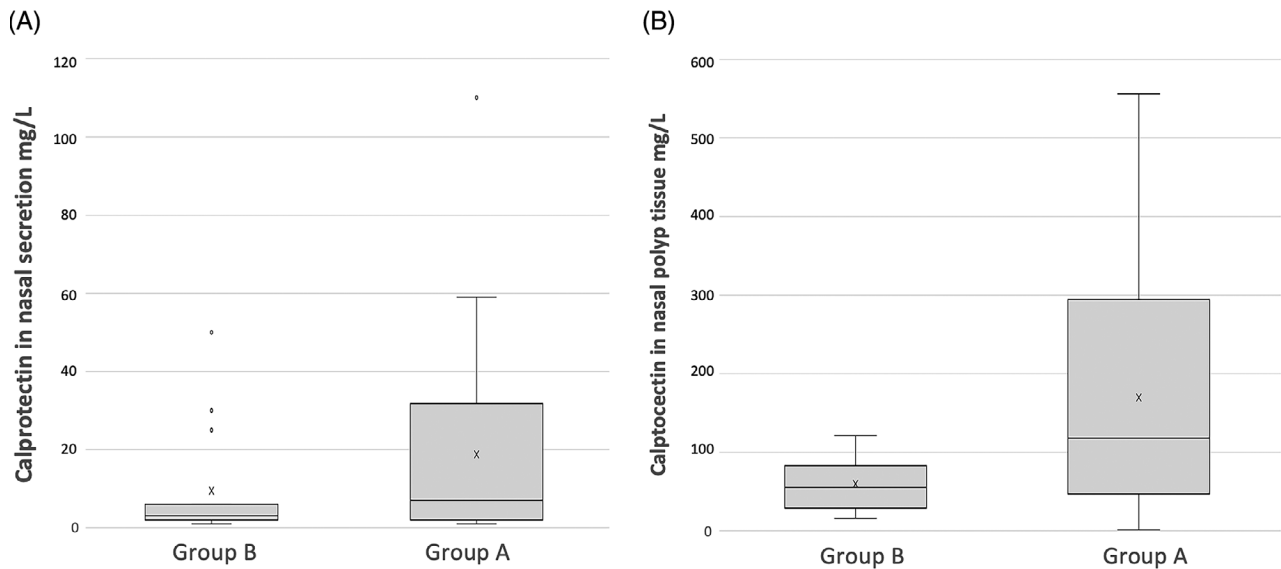 (A)
Calprotectin in nasal secretion mg/L
120
100
80
60
40
20
0
Group B
Group A
(B)
Calptocectin in nasal polyp tissue mg/L
600
500
400
300
200
100
0
Group B
Group A